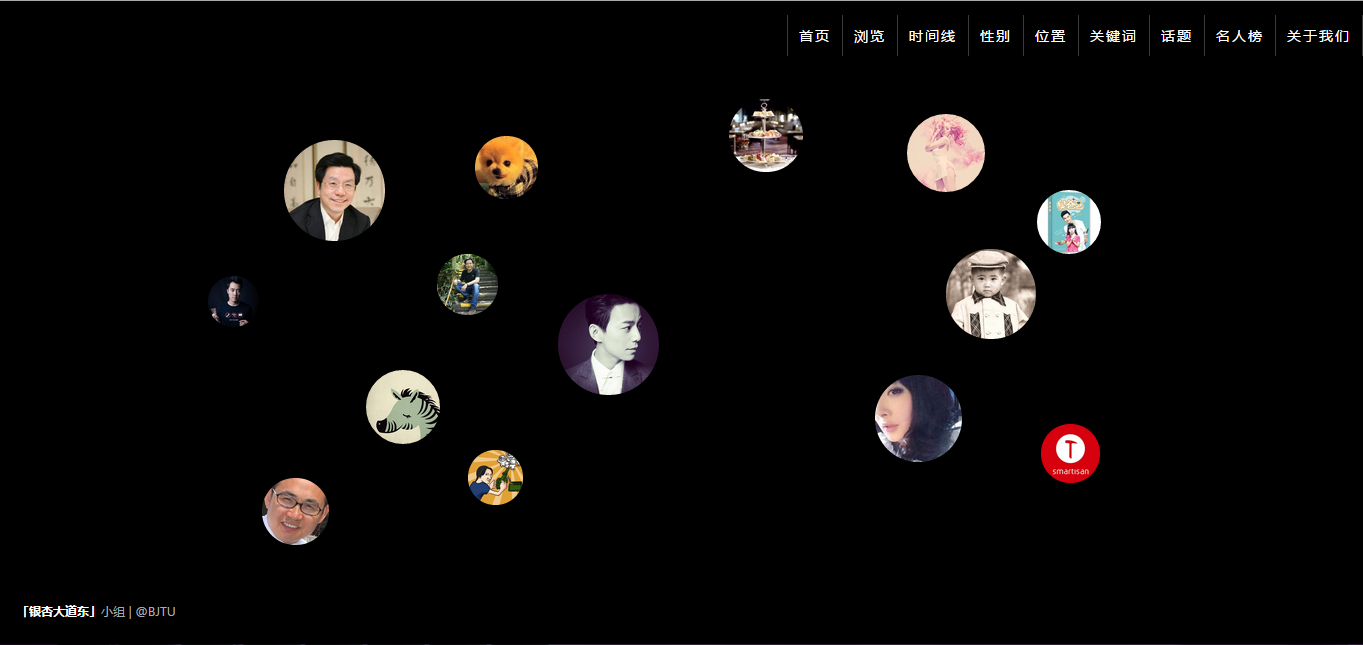 首页 浏览 时间线 性别 位置 关键词 话题 名人榜 关于我们
T
smartisan
「银杏大道东」小组 | @BJTU